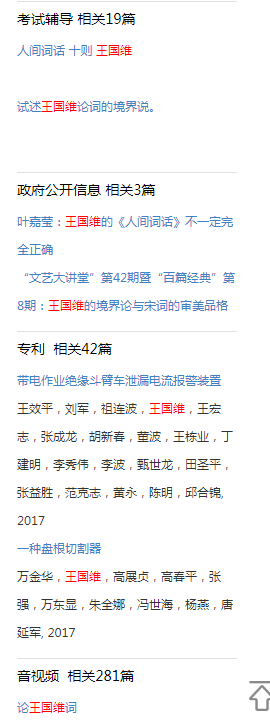 考试辅导 相关19篇
人间词话 十则 王国维
试述王国维论词的境界说。
政府公开信息 相关3篇
叶嘉莹：王国维的《人间词话》不一定完
全正确
“文艺大讲堂”第42期暨“百篇经典”第
8期：王国维的境界论与宋词的审美品格
专利 相关42篇
带电作业绝缘斗臂车泄漏电流报警装置
王效平，刘军，祖连波，王国维，王宏
志，张成龙，胡新春，董波，王栋业，丁
建明，李秀伟，李波，甄世龙，田圣平，
张益胜，范克志，黄永，陈明，邱合锦,
2017
一种盘根切割器
万金华，王国维，高展贞，高春平，张
强，万东显，朱全娜，冯世海，杨燕，唐
延军, 2017
音视频 相关281篇
论王国维词